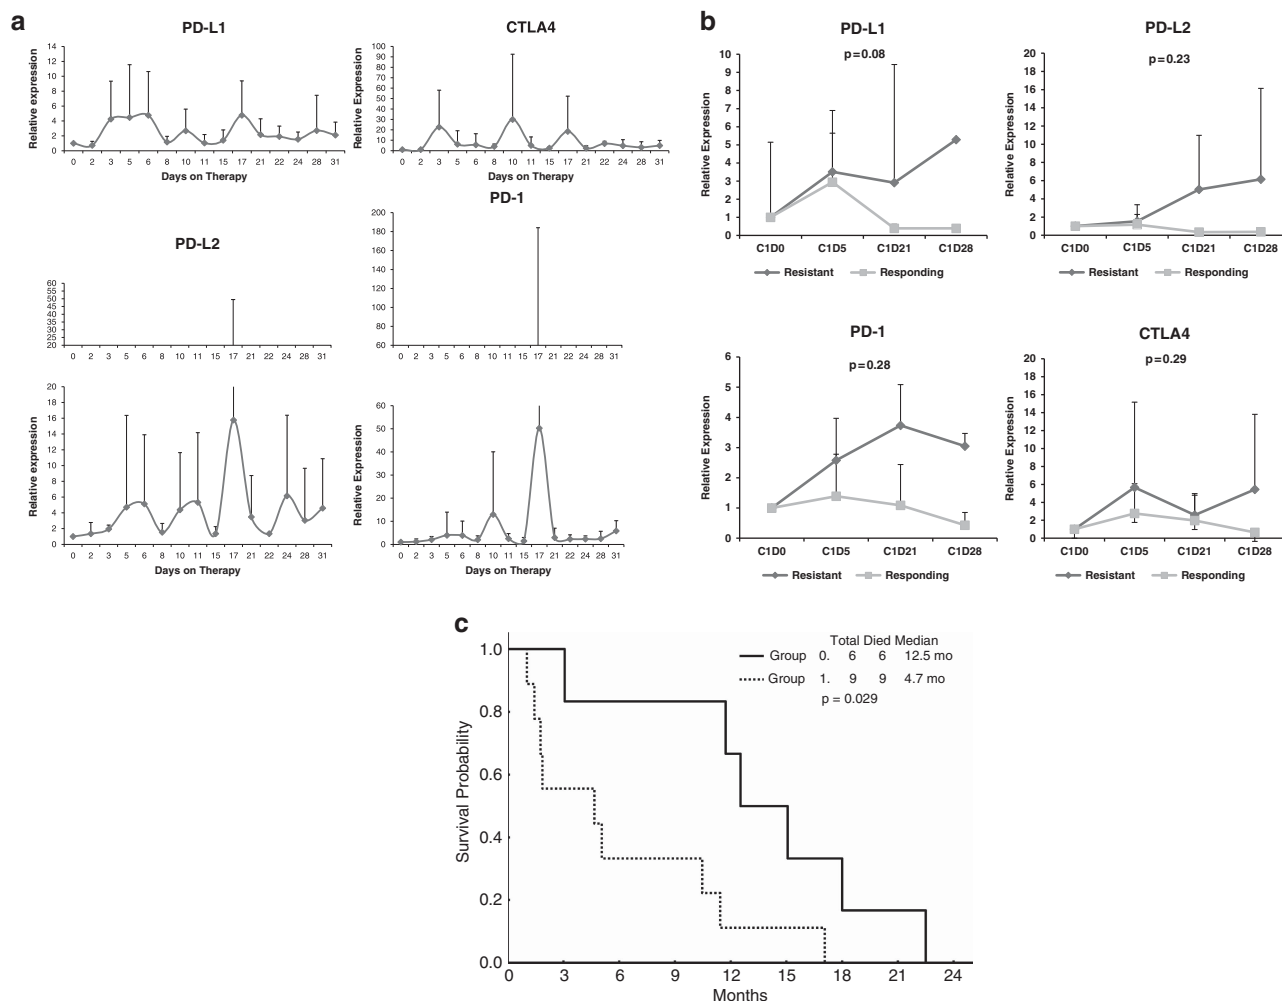 a
PD-L1
Relative expression
14
12
10
8
6
4
2
0
0 2 3 5 6 8 10 11 15 17 21 22 24 28 31
Days on Therapy
CTLA4
Relative Expression
100
90
80
70
60
50
40
30
20
10
0
0 2 3 5 6 8 10 11 15 17 21 22 24 28 31
Days on Therapy
PD-L2
60
55
50
45
40
35
30
25
20
0 2 3 5 6 8 10 11 15 17 21 22 24 28 31
Relative expression
20
18
16
14
12
10
8
6
4
2
0
0 2 3 5 6 8 10 11 15 17 21 22 24 28 31
Days on Therapy
PD-1
200
180
160
140
120
100
80
60
0 2 3 5 6 8 10 11 15 17 22 22 24 28 31
Relative Expression
60
50
40
30
20
10
0
0 2 3 5 6 8 10 11 15 17 21 22 24 28 31
Days on Therapy
b
PD-L1
p=0.08
Relative Expression
10
9
8
7
6
5
4
3
2
1
0
C1D0 C1D5 C1D21 C1D28
Resistant Responding
PD-L2
p=0.23
Relative Expression
20
18
16
14
12
10
8
6
4
2
0
C1D0 C1D5 C1D21 C1D28
Resistant Responding
PD-1
p=0.28
Relative Expression
6
5
4
3
2
1
0
C1D0 C1D5 C1D21 C1D28
Resistant Responding
CTLA4
p=0.29
Relative Expression
20
18
16
14
12
10
8
6
4
2
0
C1D0 C1D5 C1D21 C1D28
Resistant Responding
c
Total Died Median
Group 0. 6 6 12.5 mo
Group 1. 9 9 4.7 mo
p = 0.029
Survival Probability
1.0
0.8
0.6
0.4
0.2
0.0
0 3 6 9 12 15 18 21 24
Months